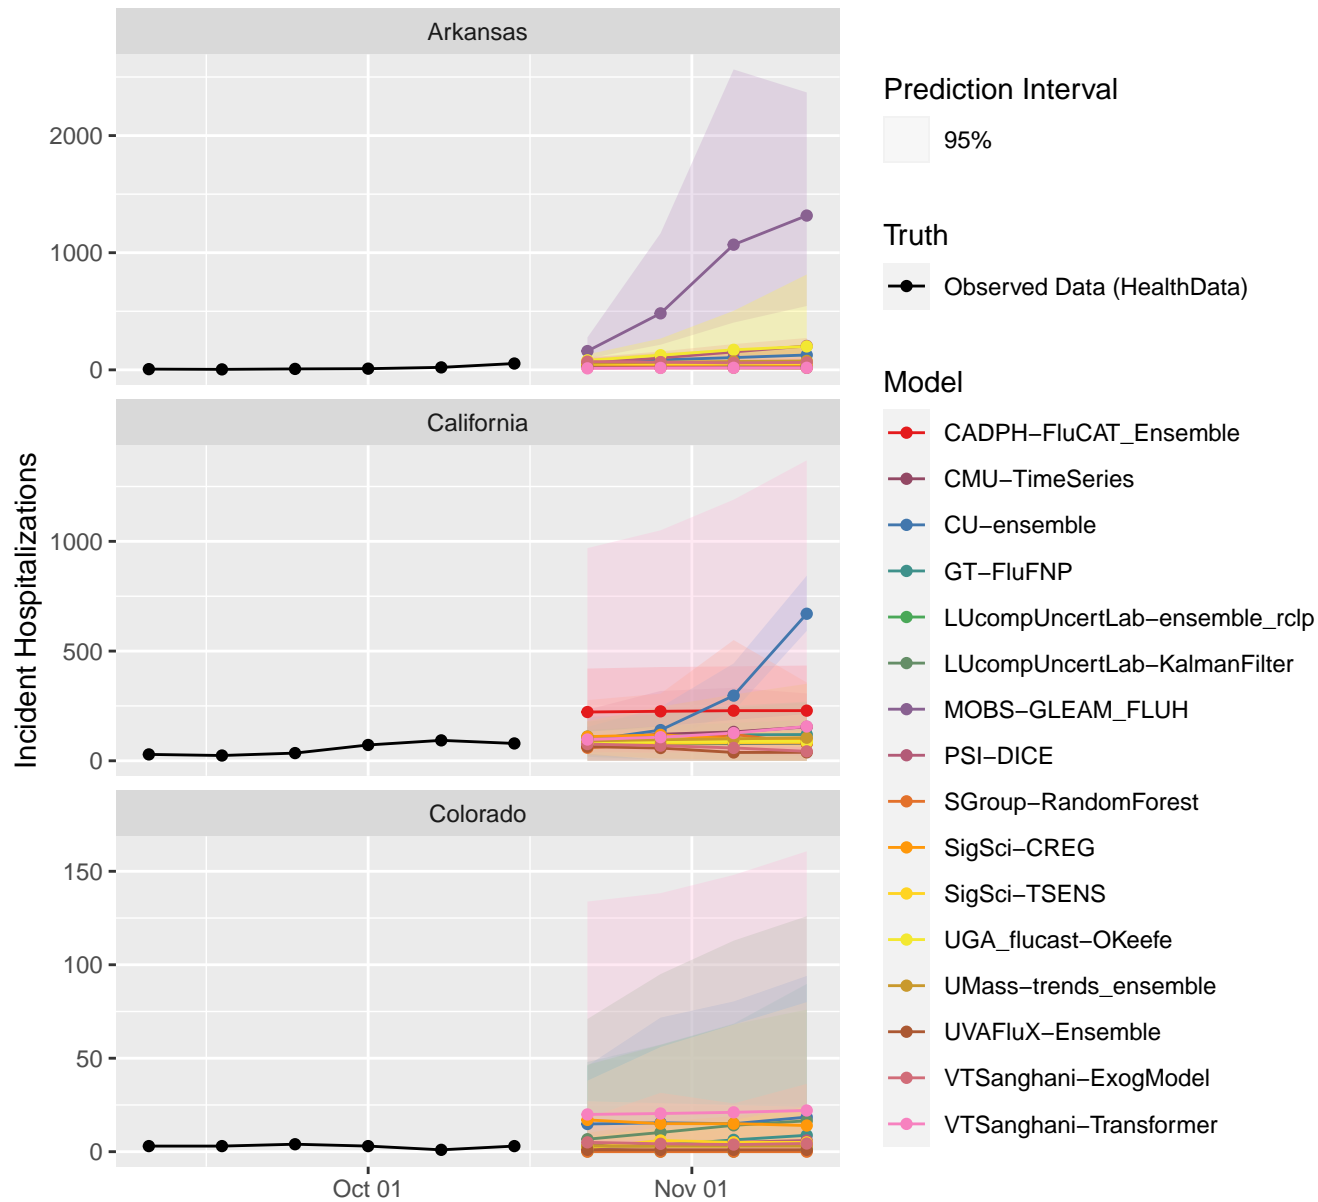 Arkansas
2000
1000
0
California
1000
500
0
Colorado
150
100
50
0
Oct 01
Nov 01
Incident Hospitalizations
Prediction Interval
95%
Truth
Observed Data (HealthData)
Model
CADPH−FluCAT_Ensemble
CMU−TimeSeries
CU−ensemble
GT−FluFNP
LUcompUncertLab−ensemble_rclp
LUcompUncertLab−KalmanFilter
MOBS−GLEAM_FLUH
PSI−DICE
SGroup−RandomForest
SigSci−CREG
SigSci−TSENS
UGA_flucast−OKeefe
UMass−trends_ensemble
UVAFluX−Ensemble
VTSanghani−ExogModel
VTSanghani−Transformer